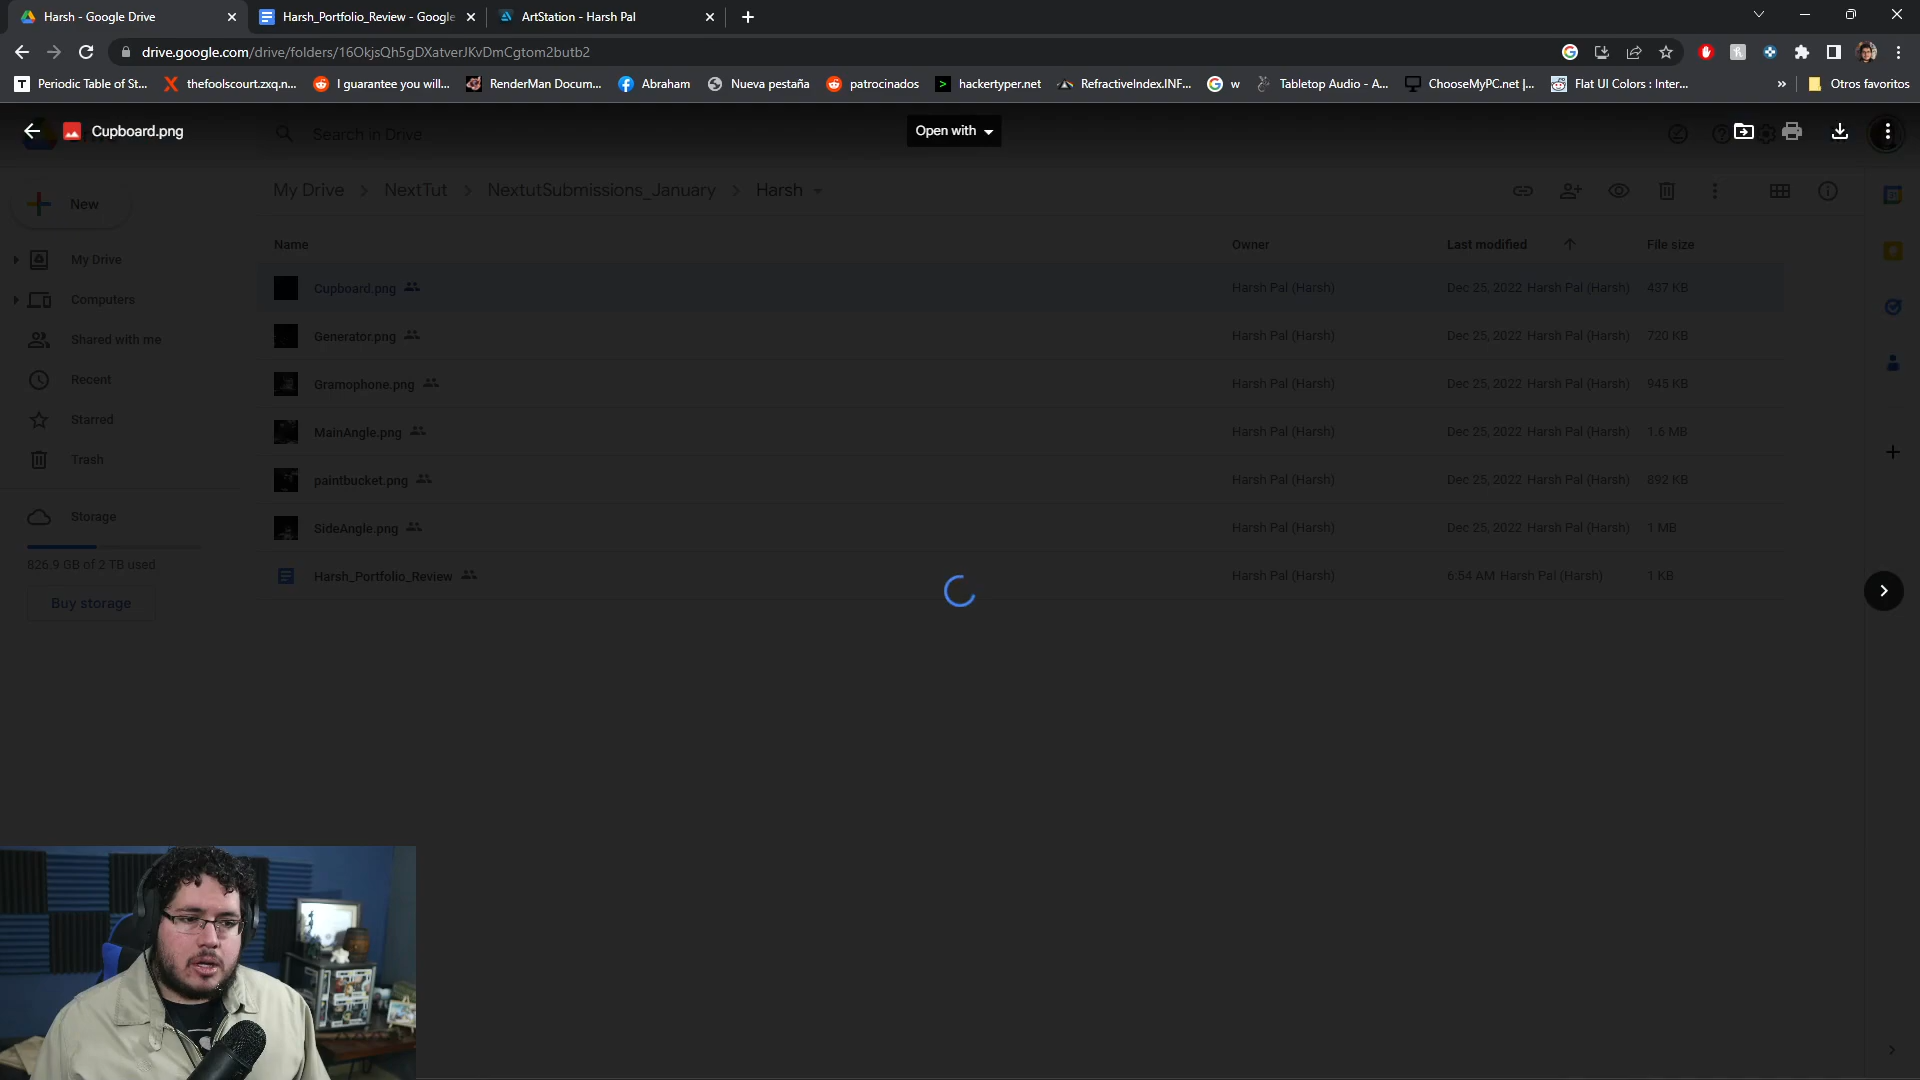 Harsh - Google Drive
Harsh_Portfolio_Review - Google
ArtStation - Harsh Pal
drive.google.com/drive/folders/16OkjsQh5gDXatverJKvDmCgtom2butb2
Periodic Table of St...
thefoolscourt.zxq.n...
I guarantee you will...
RenderMan Docum...
Abraham
Nueva pestaña
patrocinados
hackertyper.net
RefractiveIndex.INF...
w
Tabletop Audio - A...
ChooseMyPC.net |...
Flat UI Colors : Inter...
»
Otros favoritos
Cupboard.png
Search in Drive
Open with
My Drive > NextTut > NextutSubmissions_January > Harsh
New
My Drive
Computers
Shared with me
Recent
Starred
Trash
Storage
826.9 GB of 2 TB used
Buy storage
Name Owner Last modified File size
Cupboard.png Harsh Pal (Harsh) Dec 25, 2022 Harsh Pal (Harsh) 437 KB
Generator.png Harsh Pal (Harsh) Dec 25, 2022 Harsh Pal (Harsh) 720 KB
Gramophone.png Harsh Pal (Harsh) Dec 25, 2022 Harsh Pal (Harsh) 945 KB
MainAngle.png Harsh Pal (Harsh) Dec 25, 2022 Harsh Pal (Harsh) 1.6 MB
paintbucket.png Harsh Pal (Harsh) Dec 25, 2022 Harsh Pal (Harsh) 892 KB
SideAngle.png Harsh Pal (Harsh) Dec 25, 2022 Harsh Pal (Harsh) 1 MB
Harsh_Portfolio_Review Harsh Pal (Harsh) 6:54 AM Harsh Pal (Harsh) 1 KB